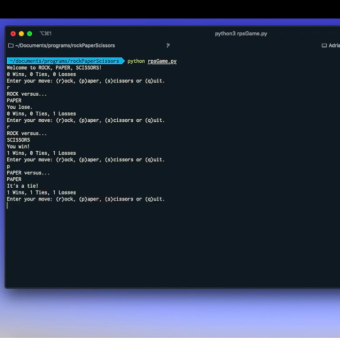 ⌥⌘1
python3 rpsGame.py
~/Documents/programs/rockPaperScissors
Adria
~/documents/programs/rockPaperScissors python rpsGame.py
Welcome to ROCK, PAPER, SCISSORS!
0 Wins, 0 Ties, 0 Losses
Enter your move: (r)ock, (p)aper, (s)cissors or (q)uit.
r
ROCK versus...
PAPER
You lose.
0 Wins, 0 Ties, 1 Losses
Enter your move: (r)ock, (p)aper, (s)cissors or (q)uit.
r
ROCK versus...
SCISSORS
You win!
1 Wins, 0 Ties, 1 Losses
Enter your move: (r)ock, (p)aper, (s)cissors or (q)uit.
p
PAPER versus...
PAPER
It's a tie!
1 Wins, 1 Ties, 1 Losses
Enter your move: (r)ock, (p)aper, (s)cissors or (q)uit.